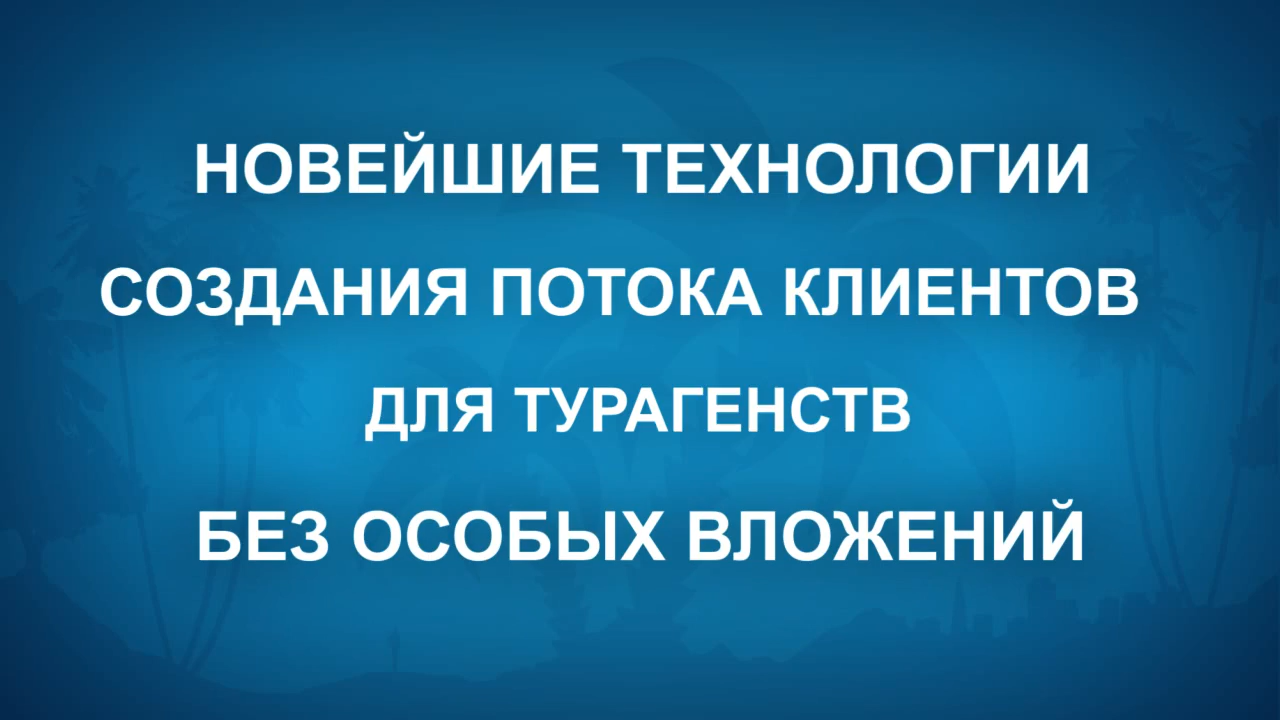 НОВЕЙШИЕ ТЕХНОЛОГИИ
СОЗДАНИЯ ПОТОКА КЛИЕНТОВ
ДЛЯ ТУРАГЕНСТВ
БЕЗ ОСОБЫХ ВЛОЖЕНИЙ